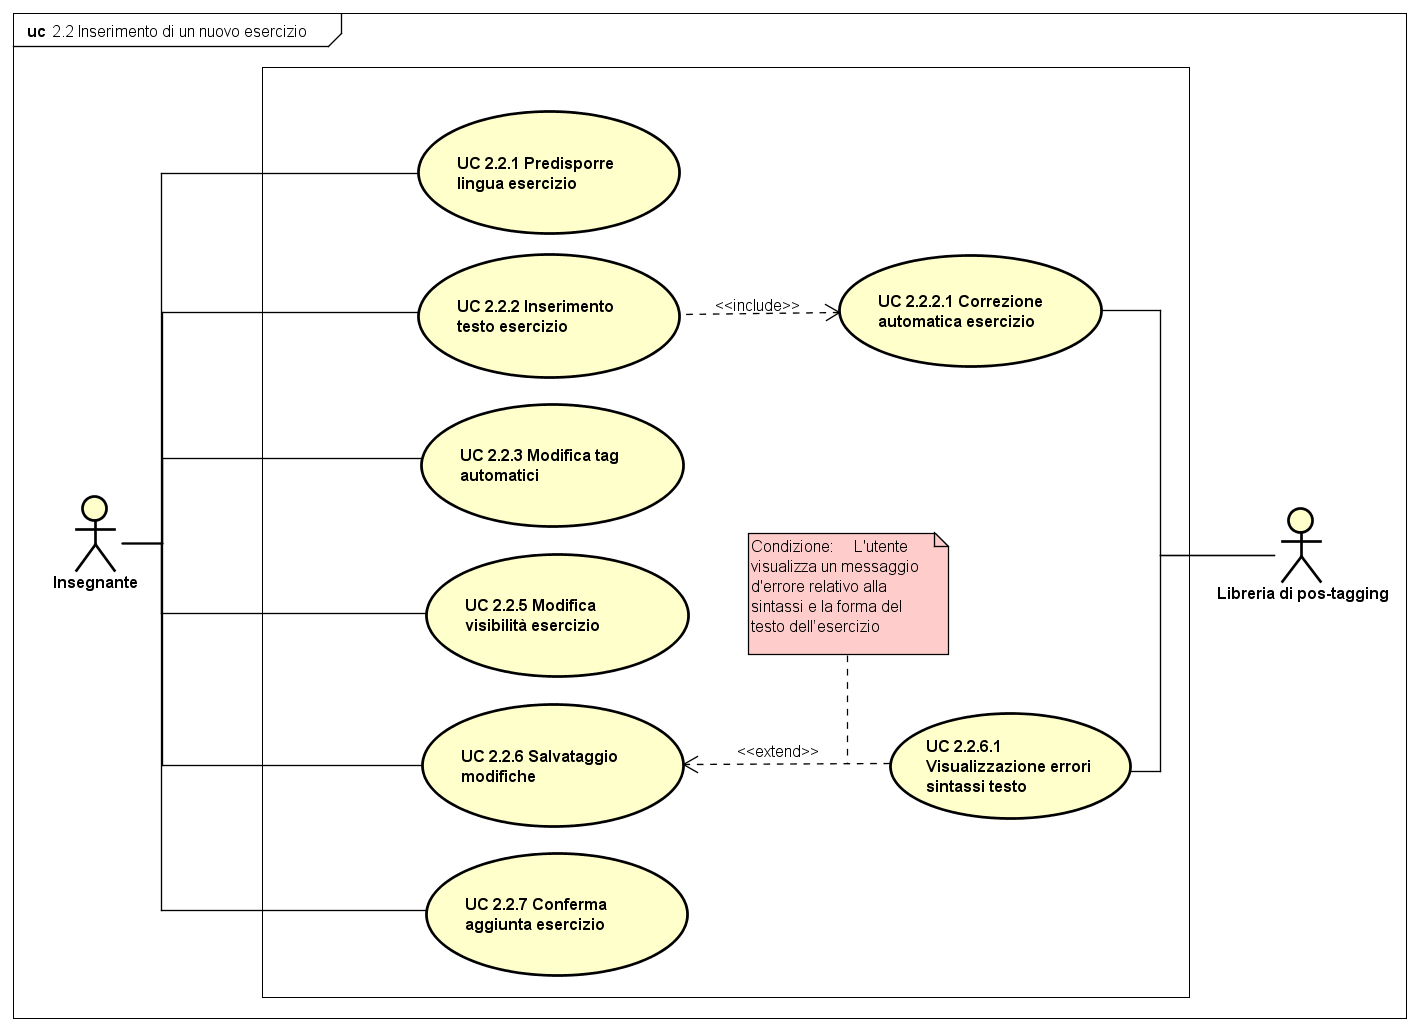 uc 2.2 Inserimento di un nuovo esercizio
UC 2.2.1 Predisporre
lingua esercizio
UC 2.2.2 Inserimento
testo esercizio
<<include>>
UC 2.2.2.1 Correzione
automatica esercizio
UC 2.2.3 Modifica tag
automatici
Insegnante
Condizione: L'utente
visualizza un messaggio
d'errore relativo alla
sintassi e la forma del
testo dell'esercizio
Libreria di pos-tagging
UC 2.2.5 Modifica
visibilità esercizio
UC 2.2.6 Salvataggio
modifiche
<<extend>>
UC 2.2.6.1
Visualizzazione errori
sintassi testo
UC 2.2.7 Conferma
aggiunta esercizio